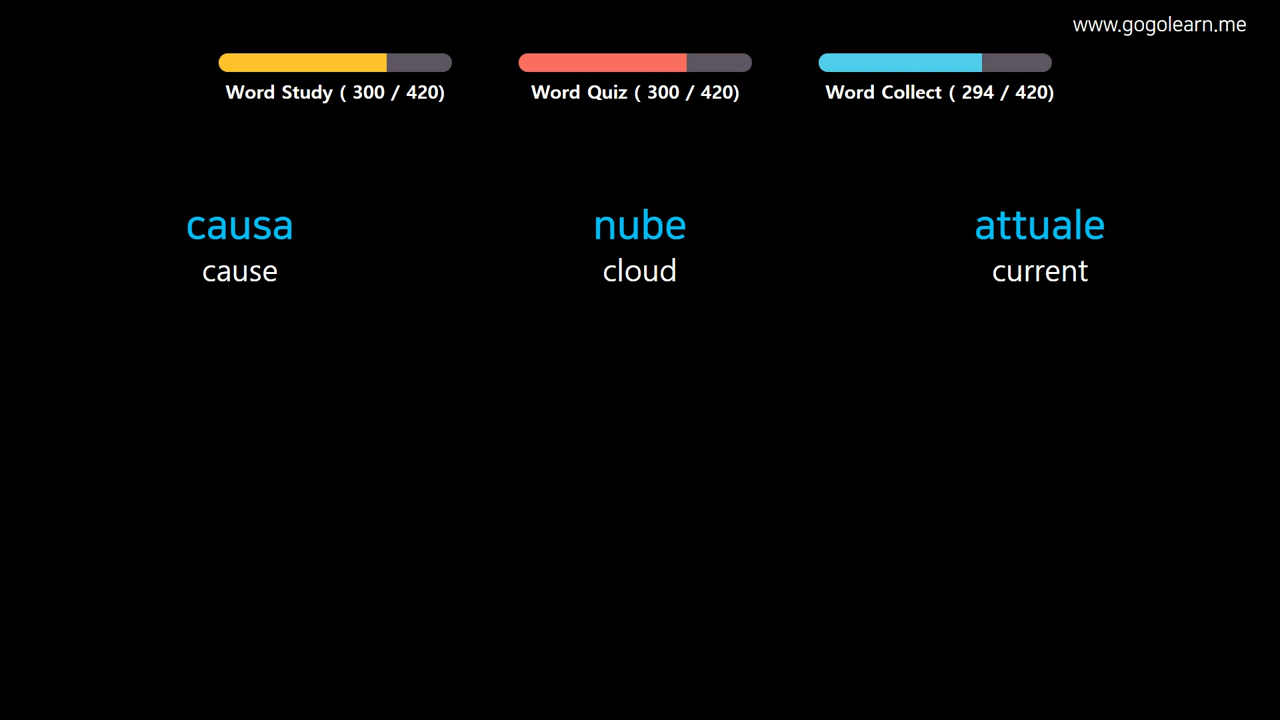 www.gogolearn.me
Word Study ( 300 / 420)
Word Quiz ( 300 / 420)
Word Collect ( 294 / 420)
causa
cause
nube
cloud
attuale
current